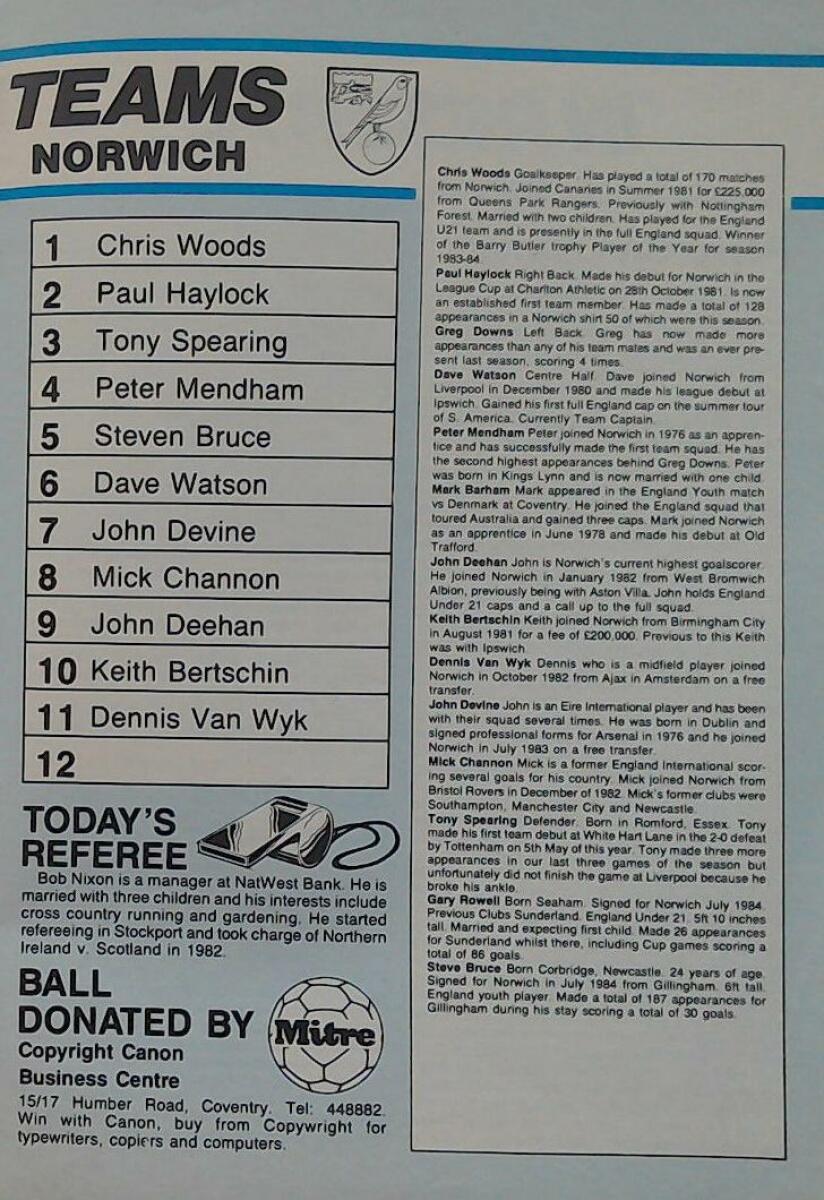 TEAMS
NORWICH
1 Chris Woods
2 Paul Haylock
3 Tony Spearing
4 Peter Mendham
5 Steven Bruce
6 Dave Watson
7 John Devine
8 Mick Channon
9 John Deehan
10 Keith Bertschin
11 Dennis Van Wyk
12
TODAY'S
REFEREE
Bob Nixon is a manager at NatWest Bank. He is
married with three children and his interests include
cross country running and gardening. He started
refereeing in Stockport and took charge of Northern
Ireland v. Scotland in 1982.
BALL
DONATED BY
Mitre
Copyright Canon
Business Centre
15/17 Humber Road, Coventry. Tel: 448882.
Win with Canon, buy from Copywright for
typewriters, copiers and computers.
Chris Woods Goalkeeper. Has played a total of 170 matches
from Norwich. Joined Canaries in Summer 1981 for £225,000
from Queens Park Rangers. Previously with Nottingham
Forest. Married with two children. Has played for the England
U21 team and is presently in the full England squad. Winner
of the Barry Butler trophy Player of the Year for season
1983-84.
Paul Haylock Right Back. Made his debut for Norwich in the
League Cup at Charlton Athletic on 28th October 1981. Is now
an established first team member. Has made a total of 128
appearances in a Norwich shirt 50 of which were this season.
Greg Downs Left Back. Greg has now made more
appearances than any of his team mates and was an ever pre-
sent last season, scoring 4 times.
Dave Watson Centre Half. Dave joined Norwich from
Liverpool in December 1980 and made his league debut at
Ipswich. Gained his first full England cap on the summer tour
of S. America. Currently Team Captain.
Peter Mendham Peter joined Norwich in 1976 as an appren-
tice and has successfully made the first team squad. He has
the second highest appearances behind Greg Downs. Peter
was born in Kings Lynn and is now married with one child.
Mark Barham Mark appeared in the England Youth match
vs Denmark at Coventry. He joined the England squad that
toured Australia and gained three caps. Mark joined Norwich
as an apprentice in June 1978 and made his debut at Old
Trafford.
John Deehan John is Norwich's current highest goalscorer.
He joined Norwich in January 1982 from West Bromwich
Albion, previously being with Aston Villa. John holds England
Under 21 caps and a call up to the full squad.
Keith Bertschin Keith joined Norwich from Birmingham City
in August 1981 for a fee of £200,000. Previous to this Keith
was with Ipswich
Dennis Van Wyk Dennis who is a midfield player joined
Norwich in October 1982 from Ajax in Amsterdam on a free
transfer.
John Devine John is an Eire International player and has been
with their squad several times. He was born in Dublin and
signed professional forms for Arsenal in 1976 and he joined
Norwich in July 1983 on a free transfer.
Mick Channon Mick is a former England International scor-
ing several goals for his country. Mick joined Norwich from
Bristol Rovers in December of 1982. Mick's former clubs were
Southampton, Manchester City and Newcastle.
Tony Spearing Defender. Born in Romford, Essex. Tony
made his first team debut at White Hart Lane in the 2-0 defeat
by Tottenham on 5th May of this year. Tony made three more
appearances in our last three games of the season but
unfortunately did not finish the game at Liverpool because he
broke his ankle.
Gary Rowell Born Seaham. Signed for Norwich July 1984.
Previous Clubs Sunderland. England Under 21. 5ft 10 inches
tall. Married and expecting first child. Made 26 appearances
for Sunderland whilst there, including Cup games scoring a
total of 86 goals.
Steve Bruce Born Corbridge, Newcastle. 24 years of age.
Signed for Norwich in July 1984 from Gillingham. 6ft tall.
England youth player. Made a total of 187 appearances for
Gillingham during his stay scoring a total of 30 goals.